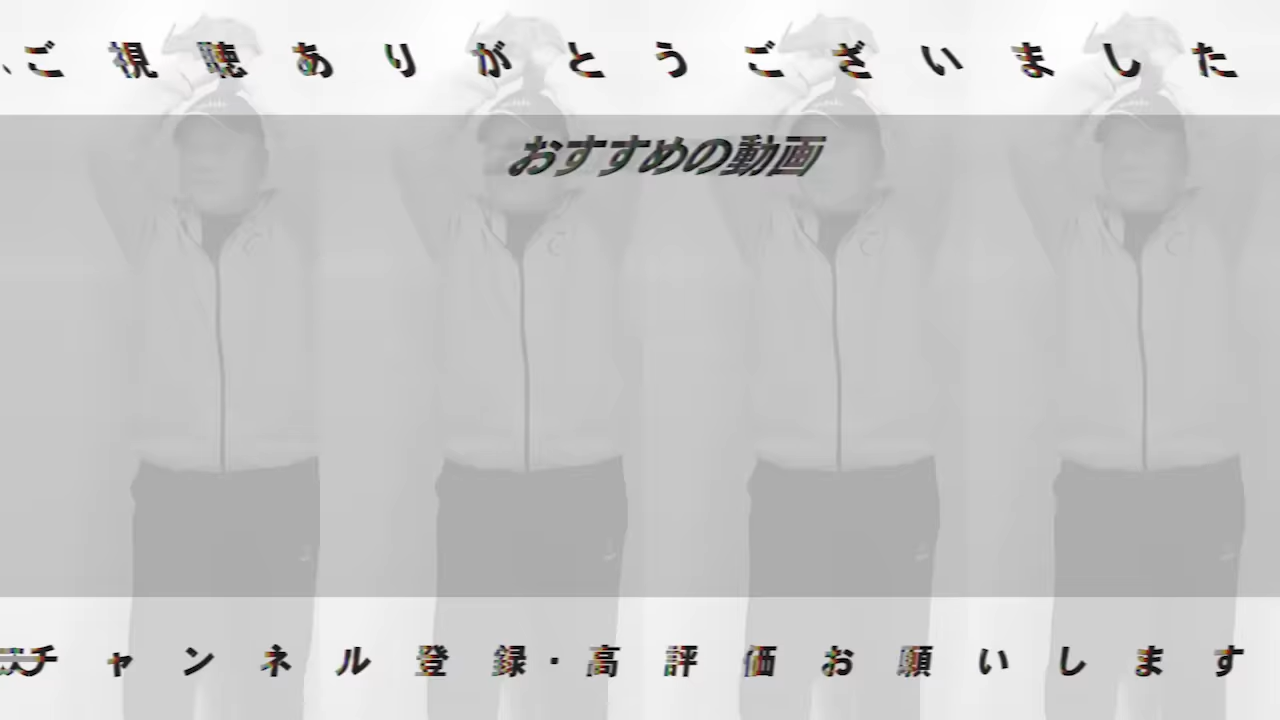 ご視聴ありがとうございました
おすすめの動画
チャンネル登録・高評価お願いします